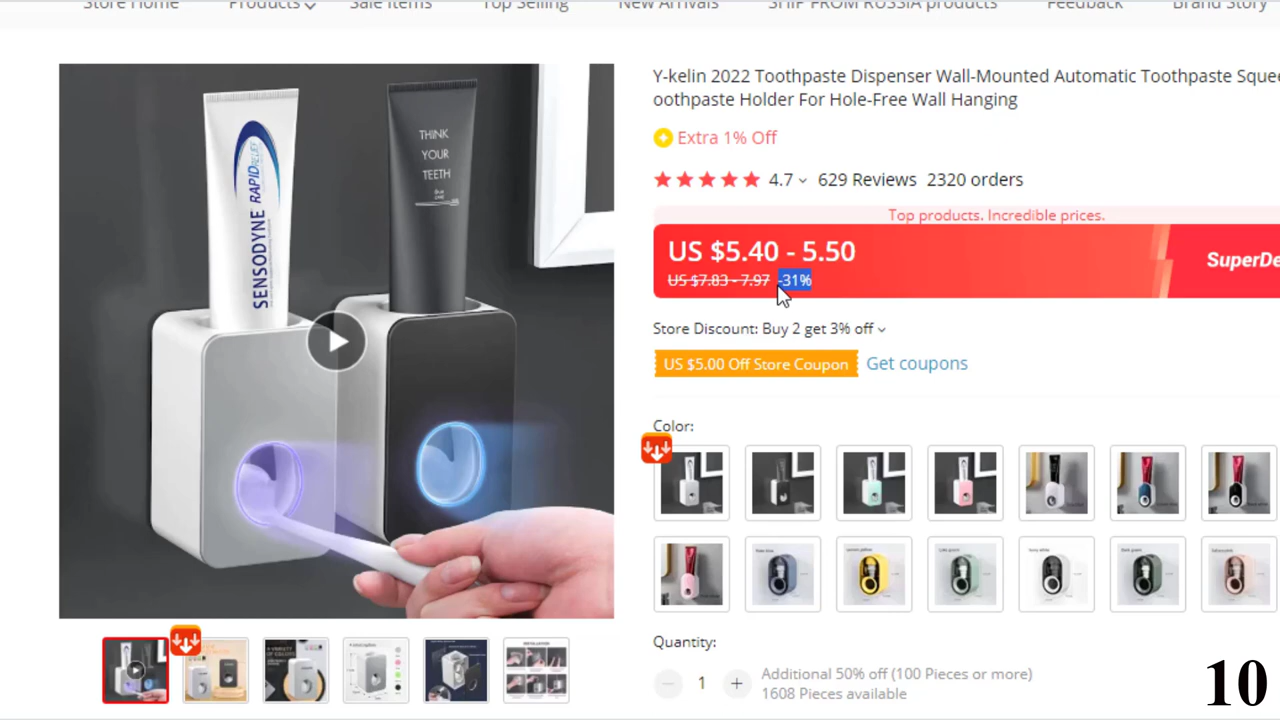 Store Home Products Sale Items Top Selling New Arrivals SHIP FROM RUSSIA products Feedback Brand Story
Y-kelin 2022 Toothpaste Dispenser Wall-Mounted Automatic Toothpaste Squee
oothpaste Holder For Hole-Free Wall Hanging
Extra 1% Off
4.7 629 Reviews 2320 orders
Top products. Incredible prices.
US $5.40 - 5.50
US $7.83 - 7.97 -31%
SuperDe
Store Discount: Buy 2 get 3% off
US $5.00 Off Store Coupon Get coupons
Color:
Quantity:
1
Additional 50% off (100 Pieces or more)
1608 Pieces available
SENSODYNE RAPID RELIEF
THINK
YOUR
TEETH
10